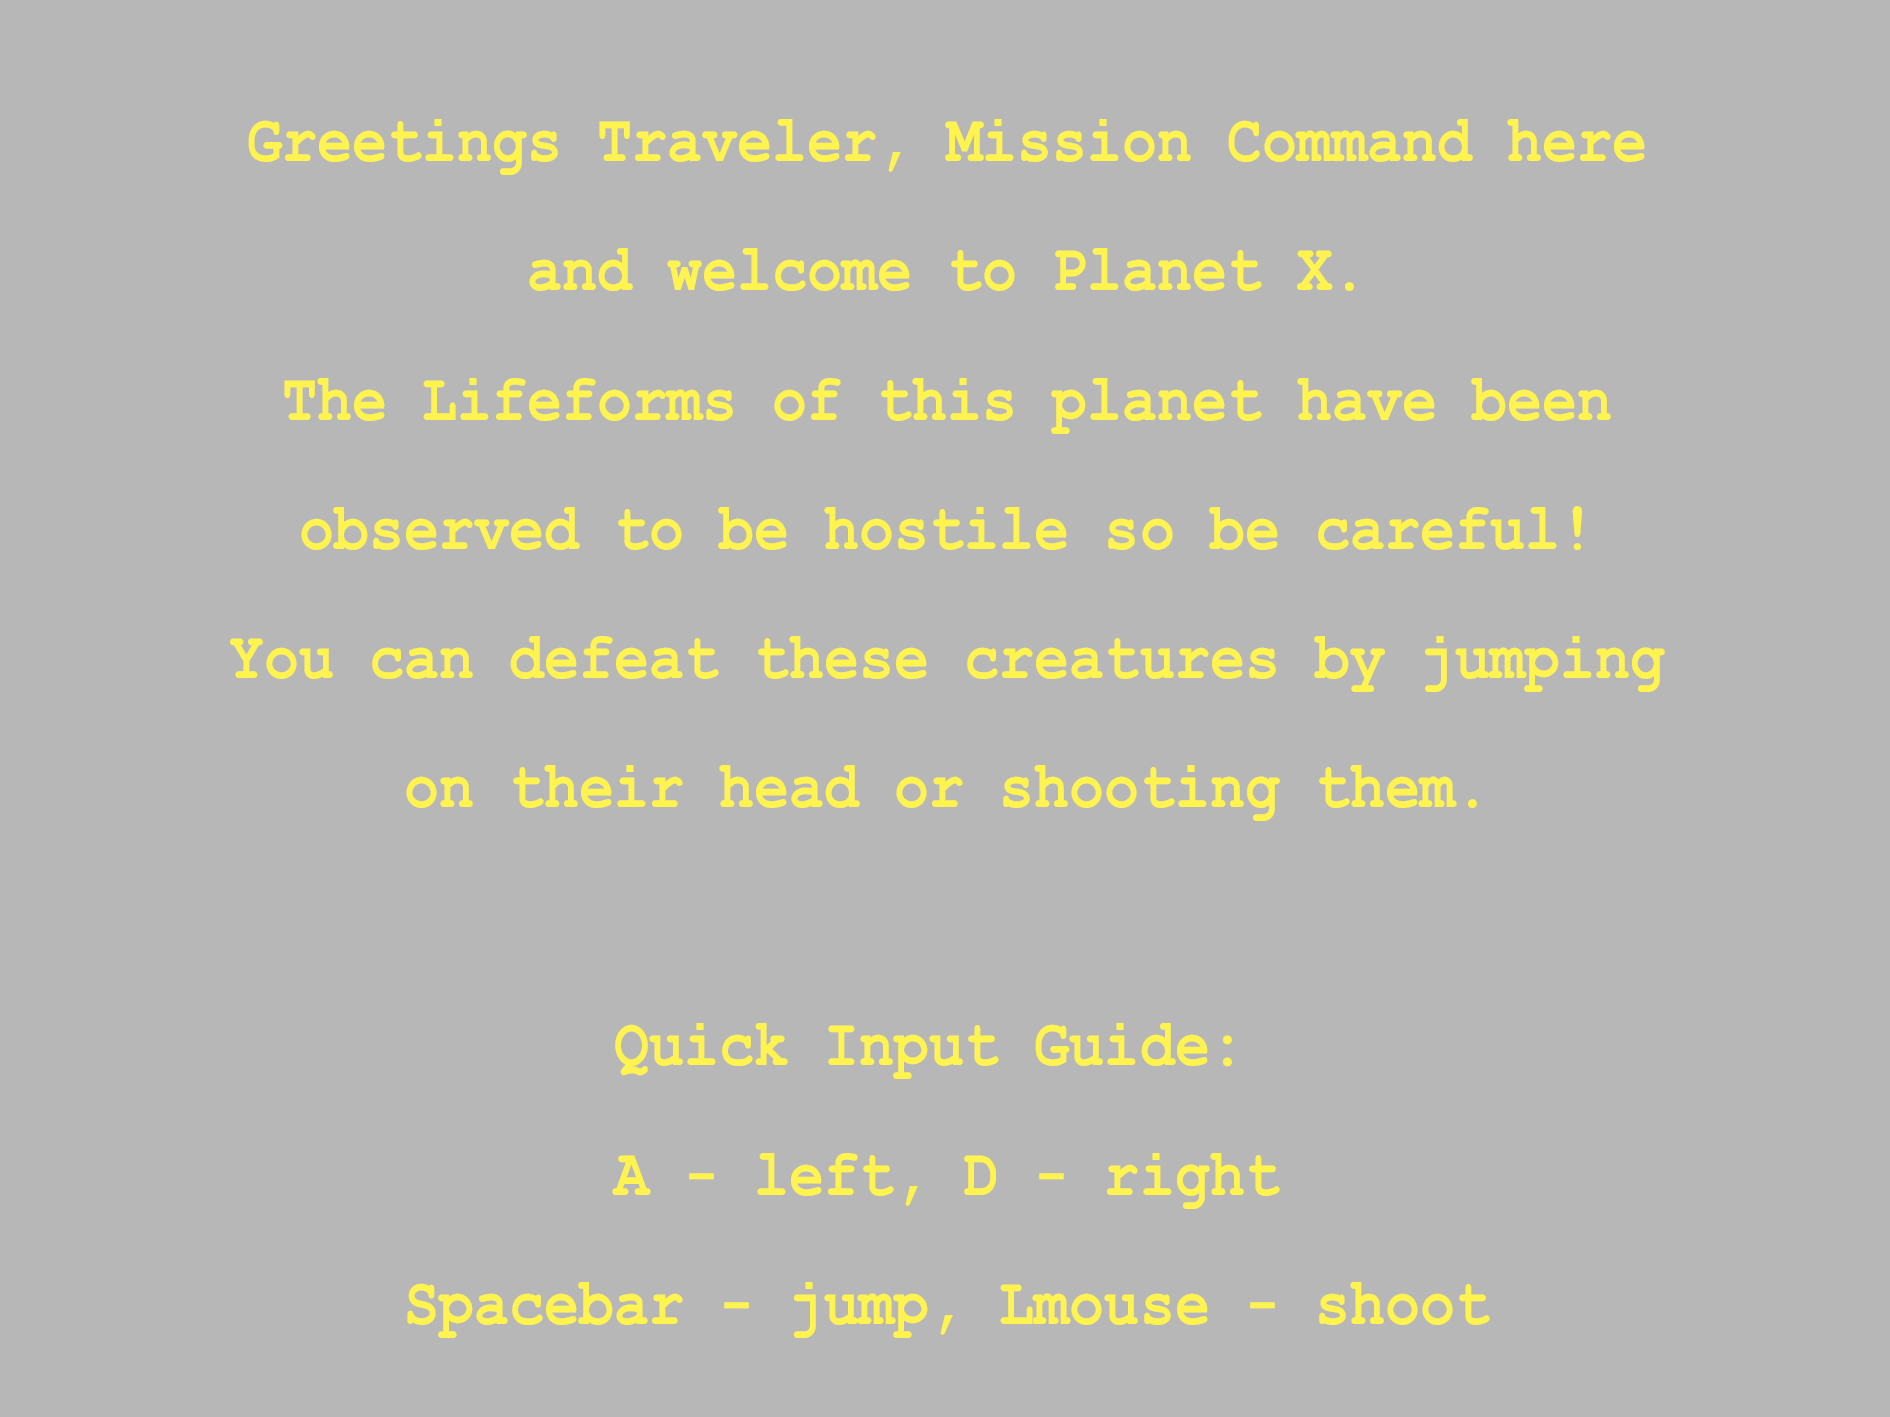 Greetings Traveler, Mission Command here
and welcome to Planet X.
The Lifeforms of this planet have been
observed to be hostile so be careful!
You can defeat these creatures by jumping
on their head or shooting them.
Quick Input Guide:
A - left, D - right
Spacebar - jump, Lmouse - shoot